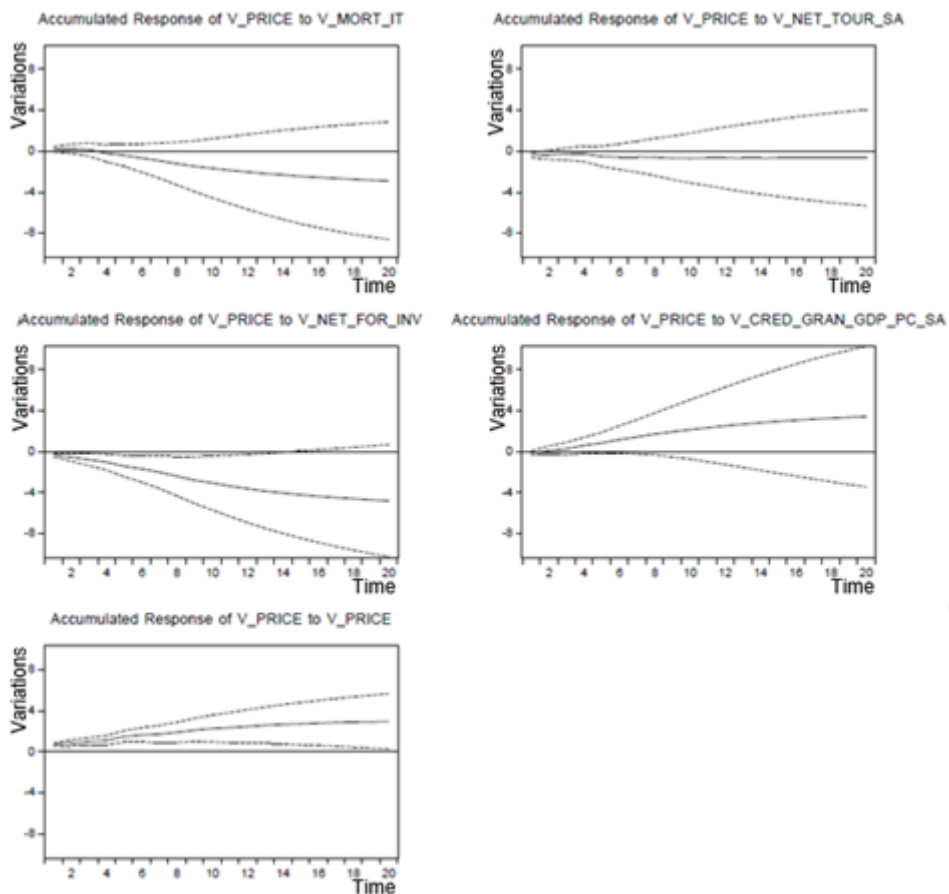 Accumulated Response of V_PRICE to V_MORT_IT
Variations
8
4
0
-4
-8
2 4 6 8 10 12 14 16 18 20
Time
Accumulated Response of V_PRICE to V_NET_TOUR_SA
Variations
8
4
0
-4
-8
2 4 6 8 10 12 14 16 18 20
Time
Accumulated Response of V_PRICE to V_NET_FOR_INV
Variations
8
4
0
-4
-8
2 4 6 8 10 12 14 16 18 20
Time
Accumulated Response of V_PRICE to V_CRED_GRAN_GDP_PC_SA
Variations
8
4
0
-4
-8
2 4 6 8 10 12 14 16 18 20
Time
Accumulated Response of V_PRICE to V_PRICE
Variations
8
4
0
-4
-8
2 4 6 8 10 12 14 16 18 20
Time